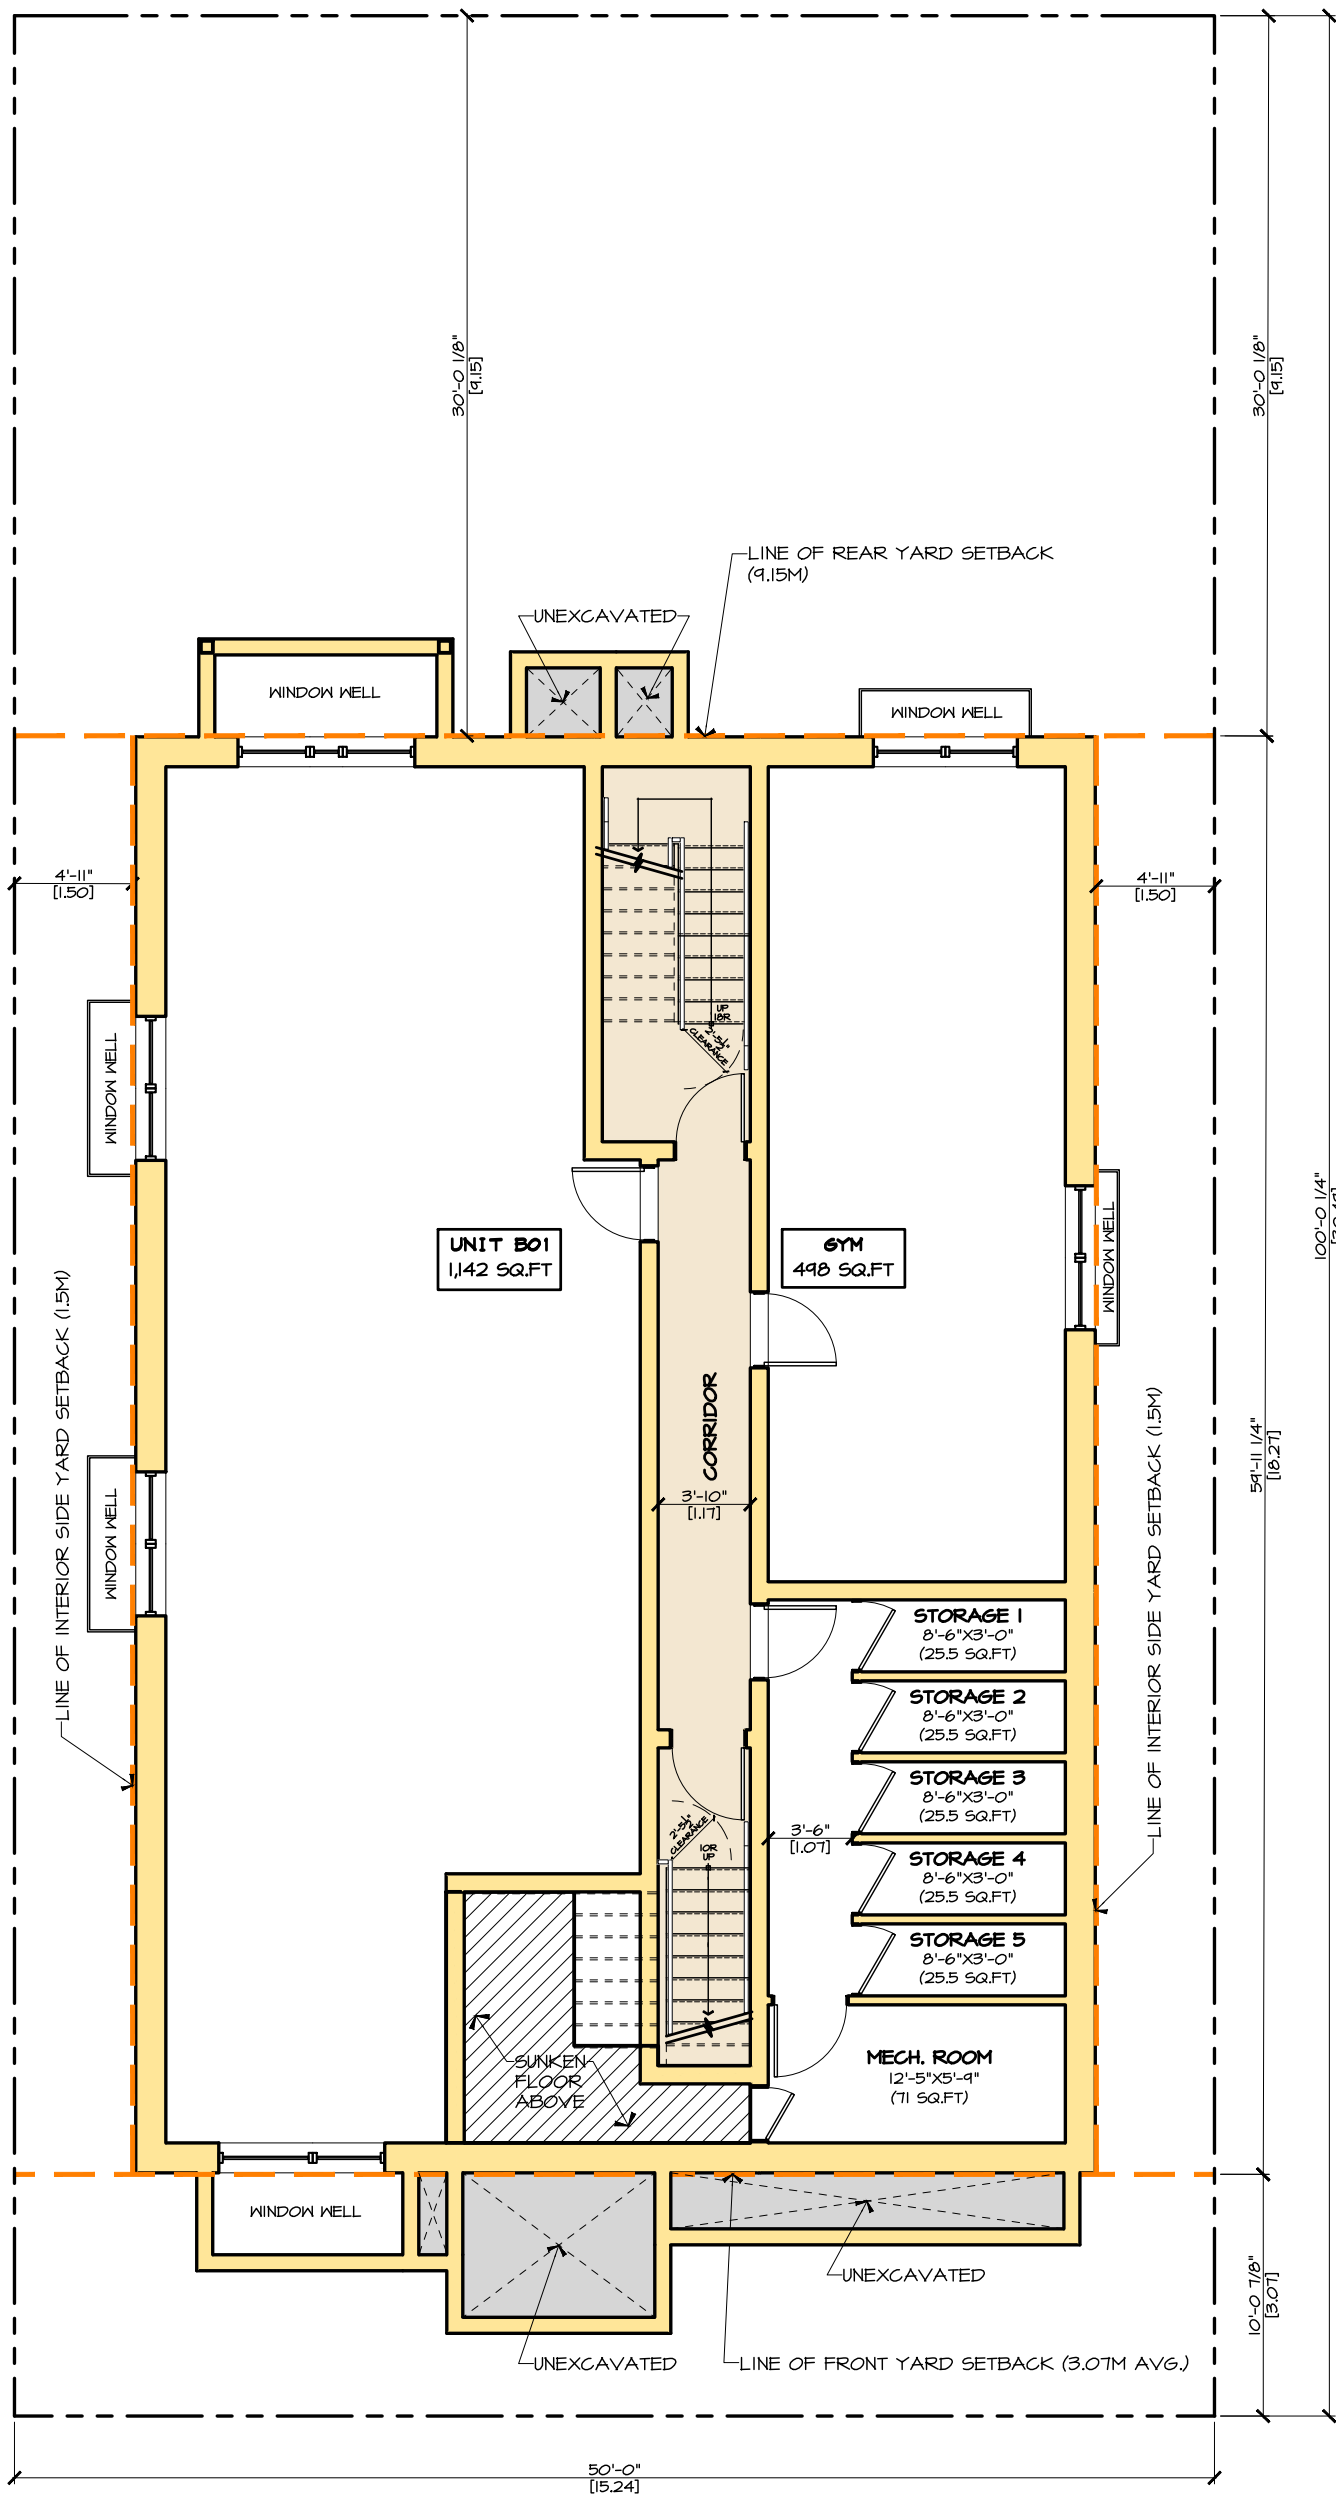 30'-0 1/8"
[9.15]
30'-0 1/8"
[9.15]
LINE OF REAR YARD SETBACK
(9.15M)
UNEXCAVATED
WINDOW WELL
WINDOW WELL
4'-11"
[1.50]
4'-11"
[1.50]
UP
18R
2'-5½"
CLEARANCE
WINDOW WELL
WINDOW WELL
100'-0 1/4"
UNIT B01
1,142 SQ.FT
GYM
498 SQ.FT
LINE OF INTERIOR SIDE YARD SETBACK (1.5M)
CORRIDOR
3'-10"
[1.17]
59'-11 1/4"
[18.27]
LINE OF INTERIOR SIDE YARD SETBACK (1.5M)
WINDOW WELL
STORAGE 1
8'-6"X3'-0"
(25.5 SQ.FT)
STORAGE 2
8'-6"X3'-0"
(25.5 SQ.FT)
STORAGE 3
8'-6"X3'-0"
(25.5 SQ.FT)
3'-6"
[1.07]
2'-5½"
CLEARANCE
10R
UP
STORAGE 4
8'-6"X3'-0"
(25.5 SQ.FT)
STORAGE 5
8'-6"X3'-0"
(25.5 SQ.FT)
SUNKEN
FLOOR
ABOVE
MECH. ROOM
12'-5"X5'-9"
(71 SQ.FT)
WINDOW WELL
UNEXCAVATED
10'-0 7/8"
[3.07]
UNEXCAVATED
LINE OF FRONT YARD SETBACK (3.07M AVG.)
50'-0"
[15.24]